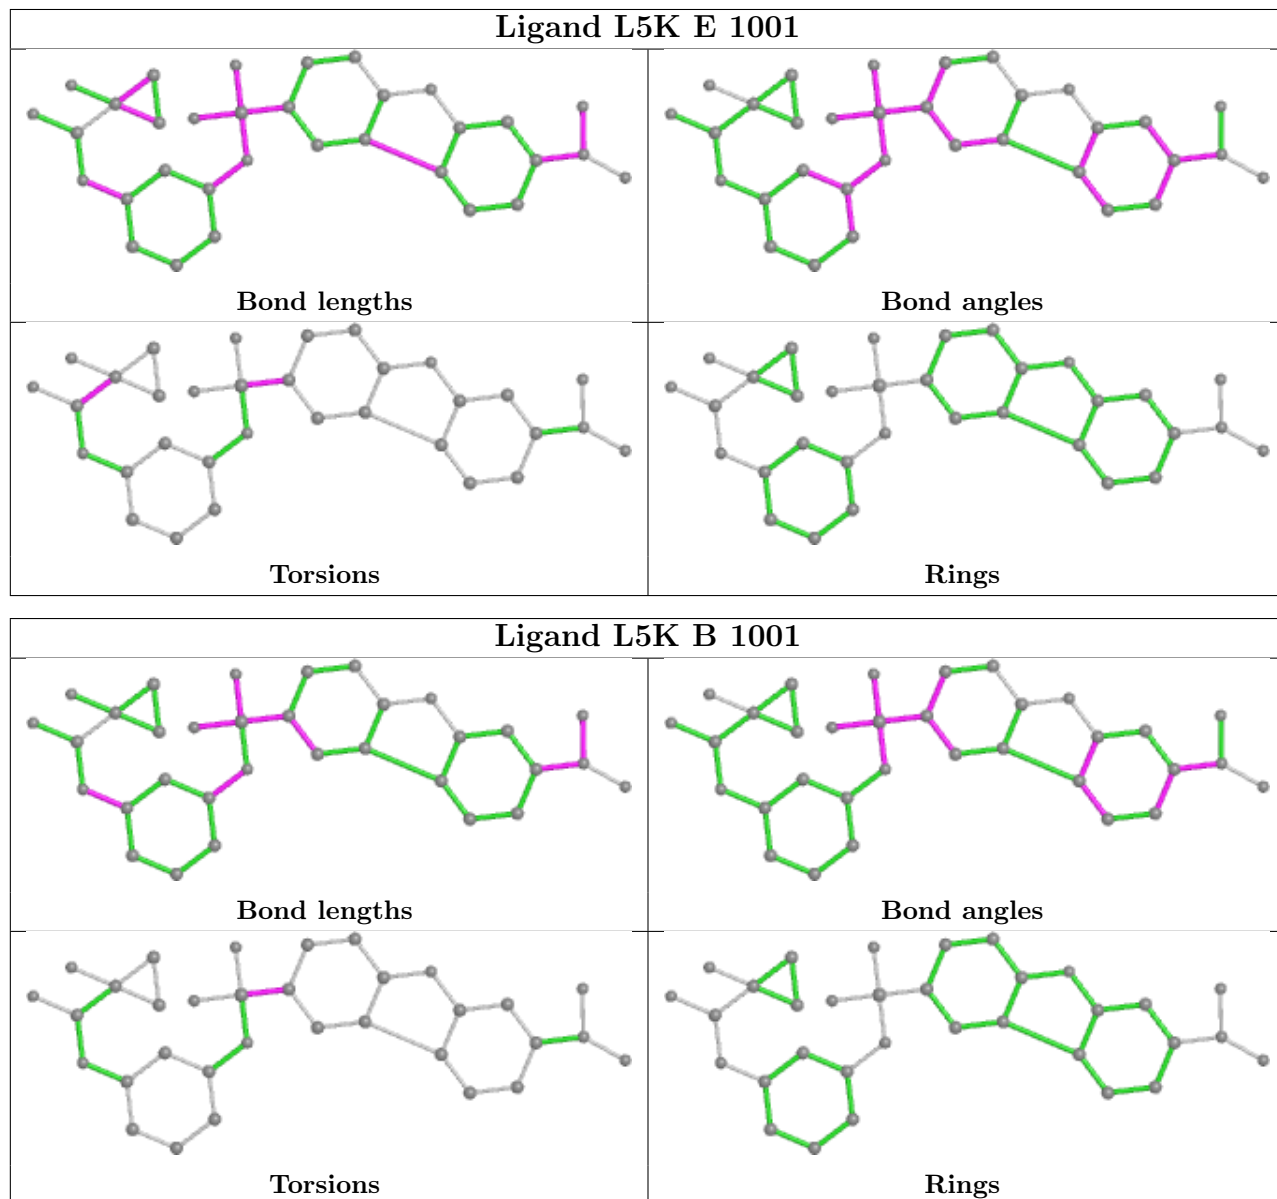 Ligand L5K E 1001
Bond lengths
Bond angles
Torsions
Rings
Ligand L5K B 1001
Bond lengths
Bond angles
Torsions
Rings